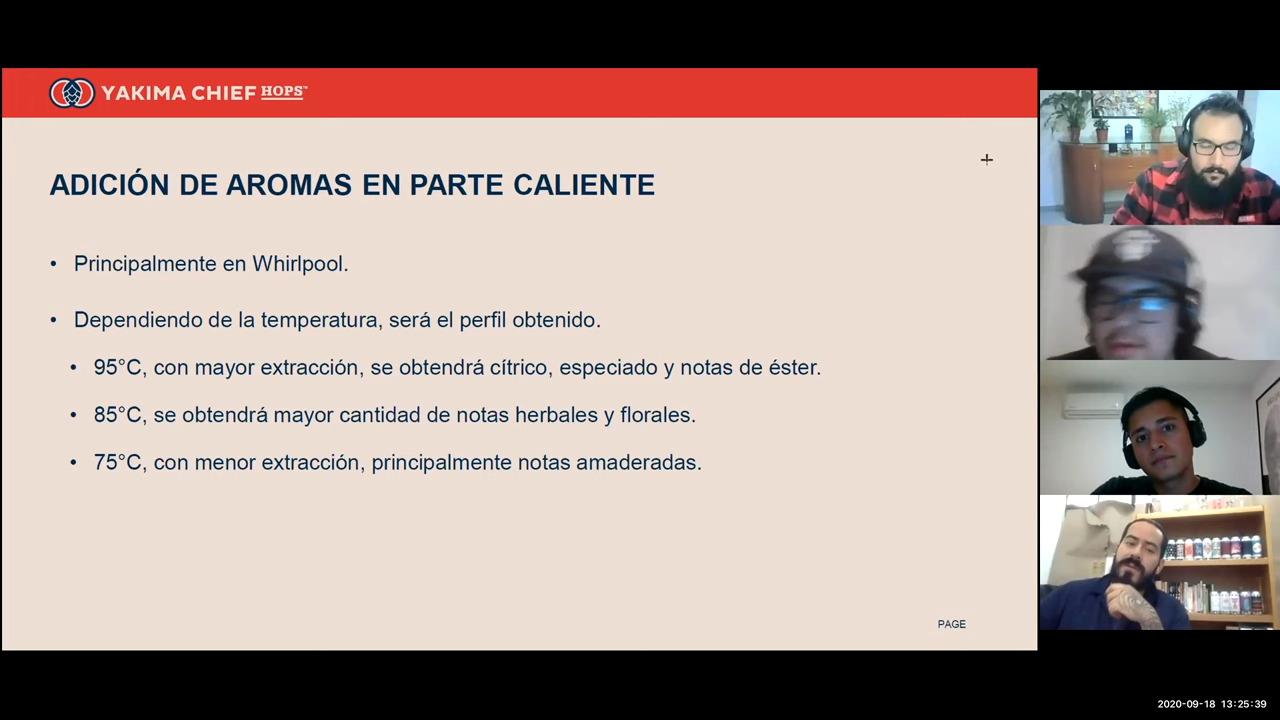 YAKIMA CHIEF HOPS™
ADICIÓN DE AROMAS EN PARTE CALIENTE
• Principalmente en Whirlpool.
• Dependiendo de la temperatura, será el perfil obtenido.
• 95°C, con mayor extracción, se obtendrá cítrico, especiado y notas de éster.
• 85°C, se obtendrá mayor cantidad de notas herbales y florales.
• 75°C, con menor extracción, principalmente notas amaderadas.
PAGE
2020-09-18 13:25:39